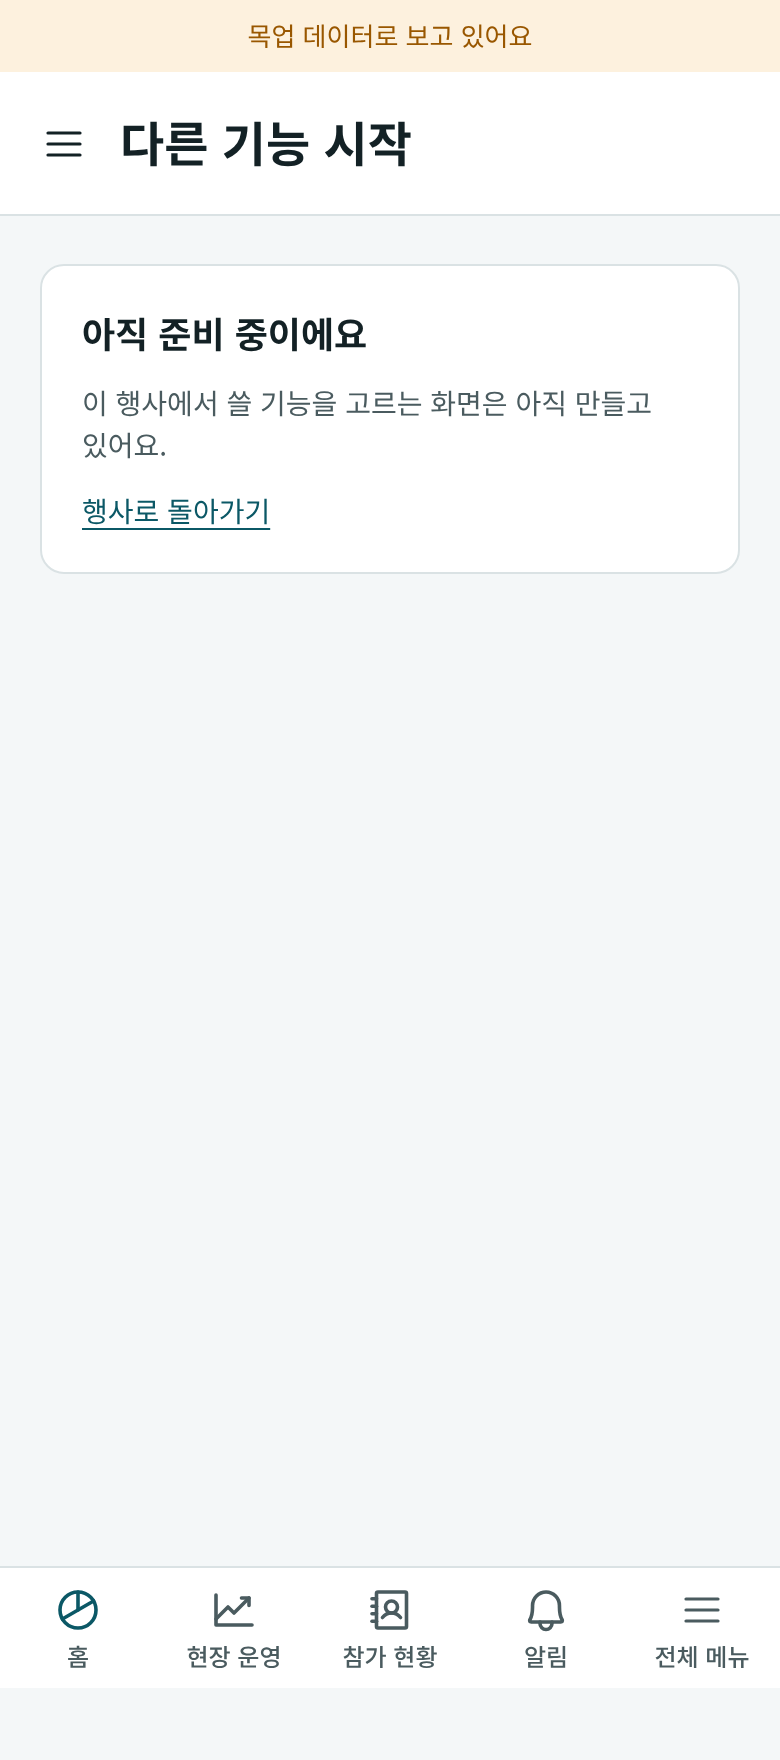 목업 데이터로 보고 있어요
다른 기능 시작
아직 준비 중이에요
이 행사에서 쓸 기능을 고르는 화면은 아직 만들고
있어요.
행사로 돌아가기
홈
현장 운영
참가 현황
알림
전체 메뉴